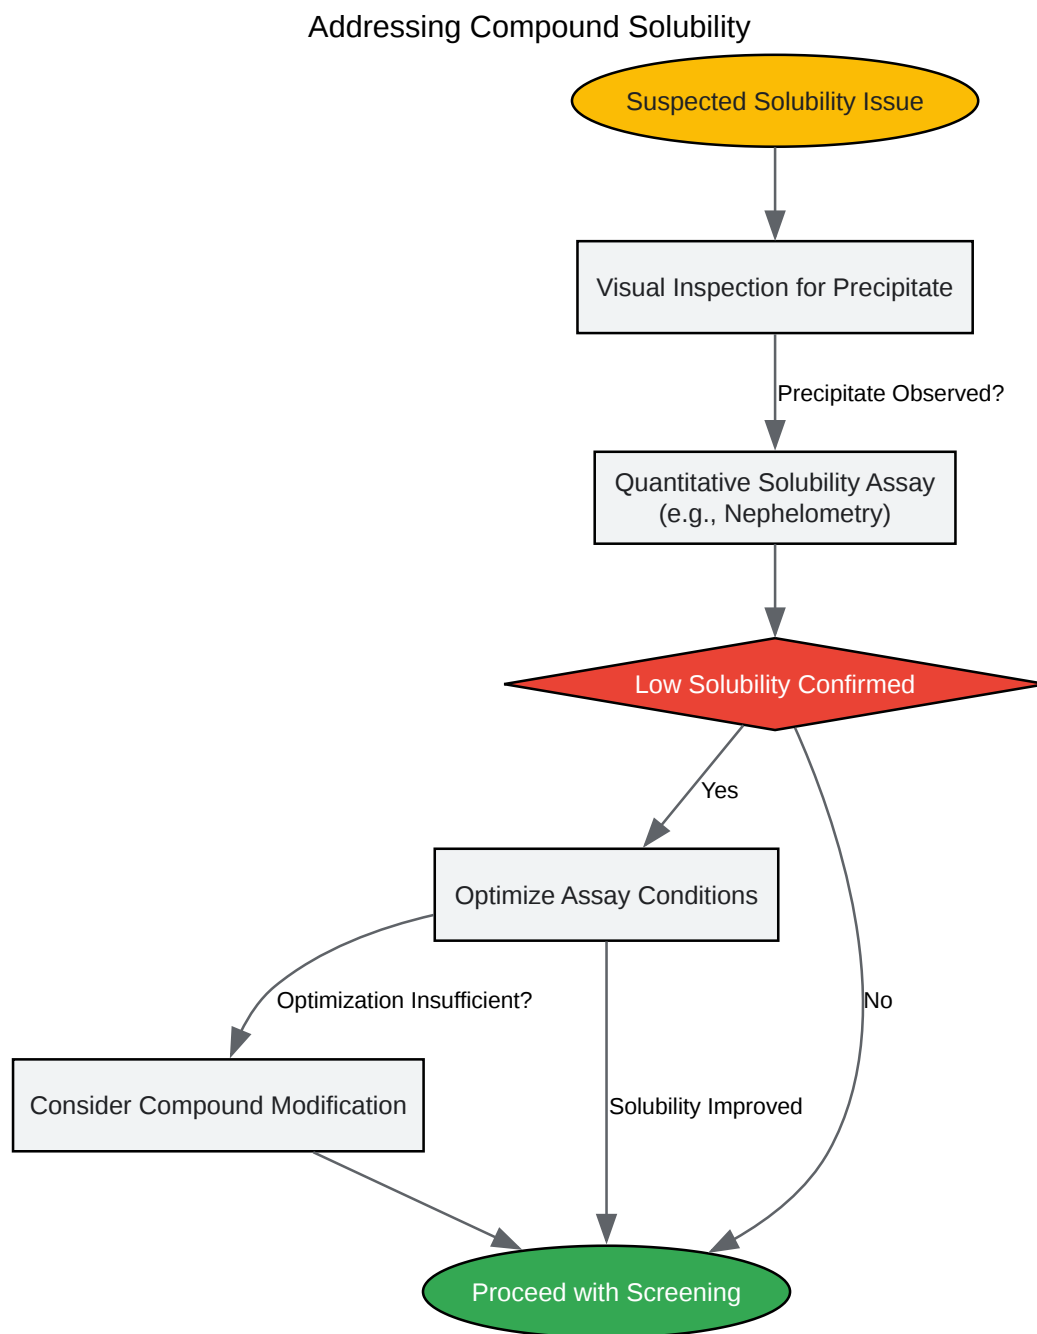 Addressing Compound Solubility
Suspected Solubility Issue
Visual Inspection for Precipitate
Precipitate Observed?
Quantitative Solubility Assay
(e.g., Nephelometry)
Low Solubility Confirmed
Yes
Optimize Assay Conditions
Optimization Insufficient?
No
Consider Compound Modification
Solubility Improved
Proceed with Screening